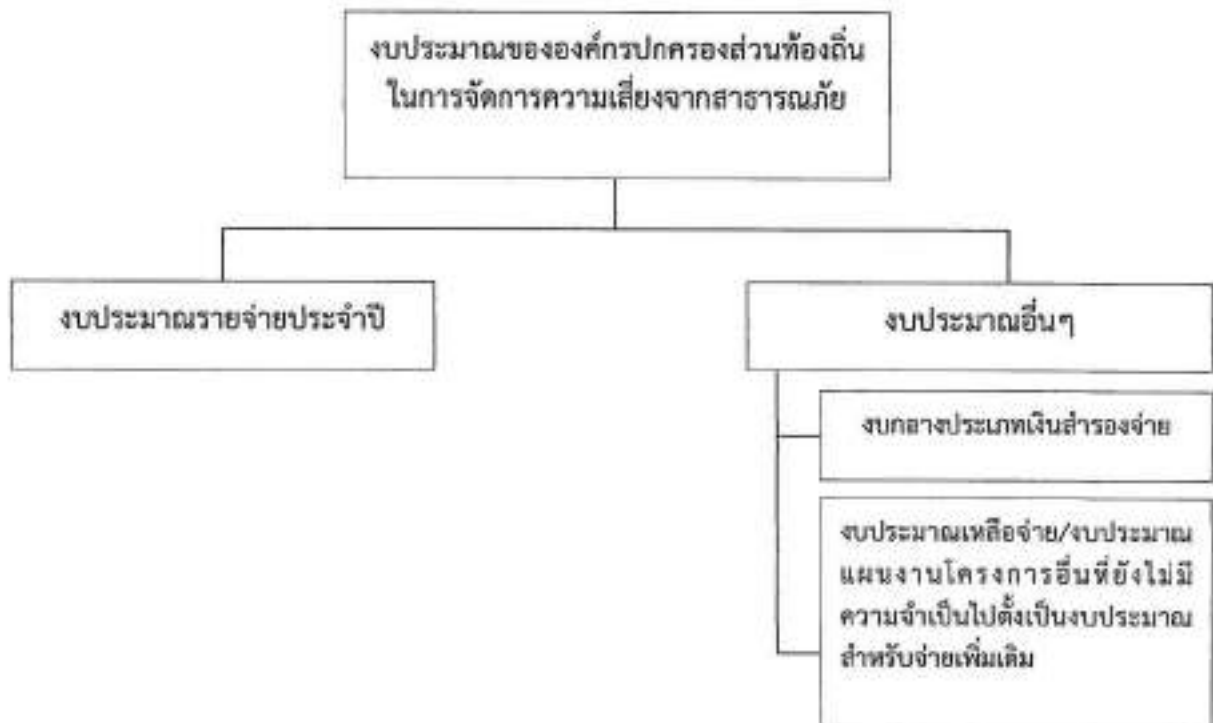 งบประมาณขององค์กรปกครองส่วนท้องถิ่น
ในการจัดการความเสี่ยงจากสาธารณภัย
งบประมาณรายจ่ายประจำปี
งบประมาณอื่นๆ
งบกลางประเภทเงินสำรองจ่าย
งบประมาณเหลือจ่าย/งบประมาณ
แผนงานโครงการอื่นที่ยังไม่มี
ความจำเป็นไปตั้งเป็นงบประมาณ
สำหรับจ่ายเพิ่มเติม